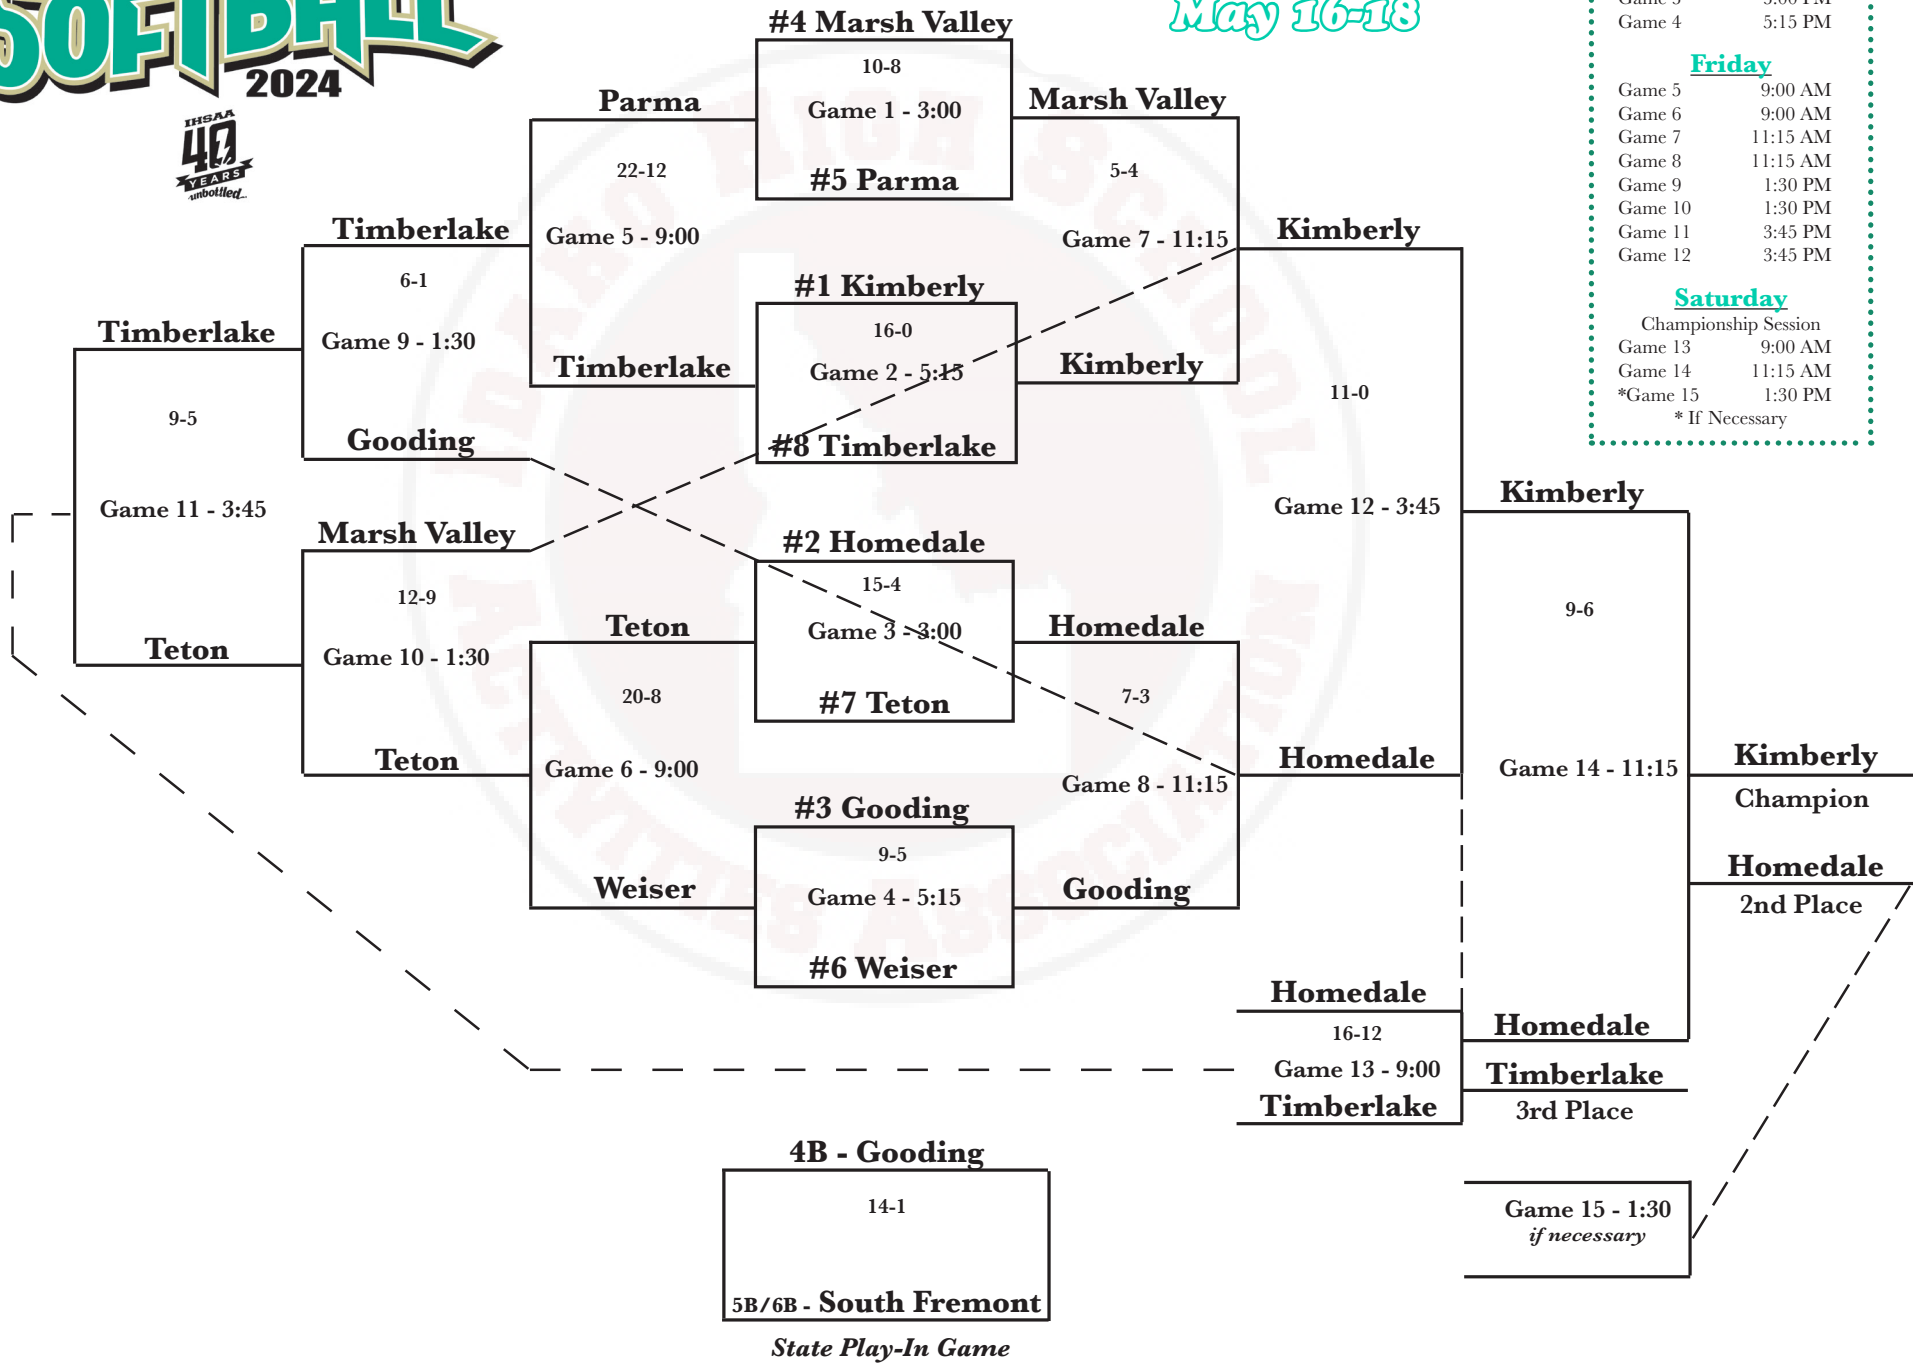 SOFTBALL
2024
IHSAA
40
YEARS
unbottled...
May 16-18
Game 3 3:00 PM
Game 4 5:15 PM
Friday
Game 5 9:00 AM
Game 6 9:00 AM
Game 7 11:15 AM
Game 8 11:15 AM
Game 9 1:30 PM
Game 10 1:30 PM
Game 11 3:45 PM
Game 12 3:45 PM
Saturday
Championship Session
Game 13 9:00 AM
Game 14 11:15 AM
*Game 15 1:30 PM
* If Necessary
#4 Marsh Valley
10-8
Game 1 - 3:00
#5 Parma
#1 Kimberly
16-0
Game 2 - 5:15
#8 Timberlake
#2 Homedale
15-4
Game 3 - 3:00
#7 Teton
#3 Gooding
9-5
Game 4 - 5:15
#6 Weiser
Parma
22-12
Game 5 - 9:00
Timberlake
Teton
20-8
Game 6 - 9:00
Weiser
Marsh Valley
5-4
Game 7 - 11:15
Kimberly
Homedale
7-3
Game 8 - 11:15
Gooding
Timberlake
6-1
Game 9 - 1:30
Gooding
Marsh Valley
12-9
Game 10 - 1:30
Teton
Timberlake
9-5
Game 11 - 3:45
Teton
Kimberly
11-0
Game 12 - 3:45
Homedale
Homedale
16-12
Game 13 - 9:00
Timberlake
Kimberly
9-6
Game 14 - 11:15
Homedale
Timberlake
3rd Place
Kimberly
Champion
Homedale
2nd Place
Game 15 - 1:30
if necessary
4B - Gooding
14-1
5B/6B - South Fremont
State Play-In Game
IDAHO HIGH SCHOOL
ACTIVITIES ASSOCIATION